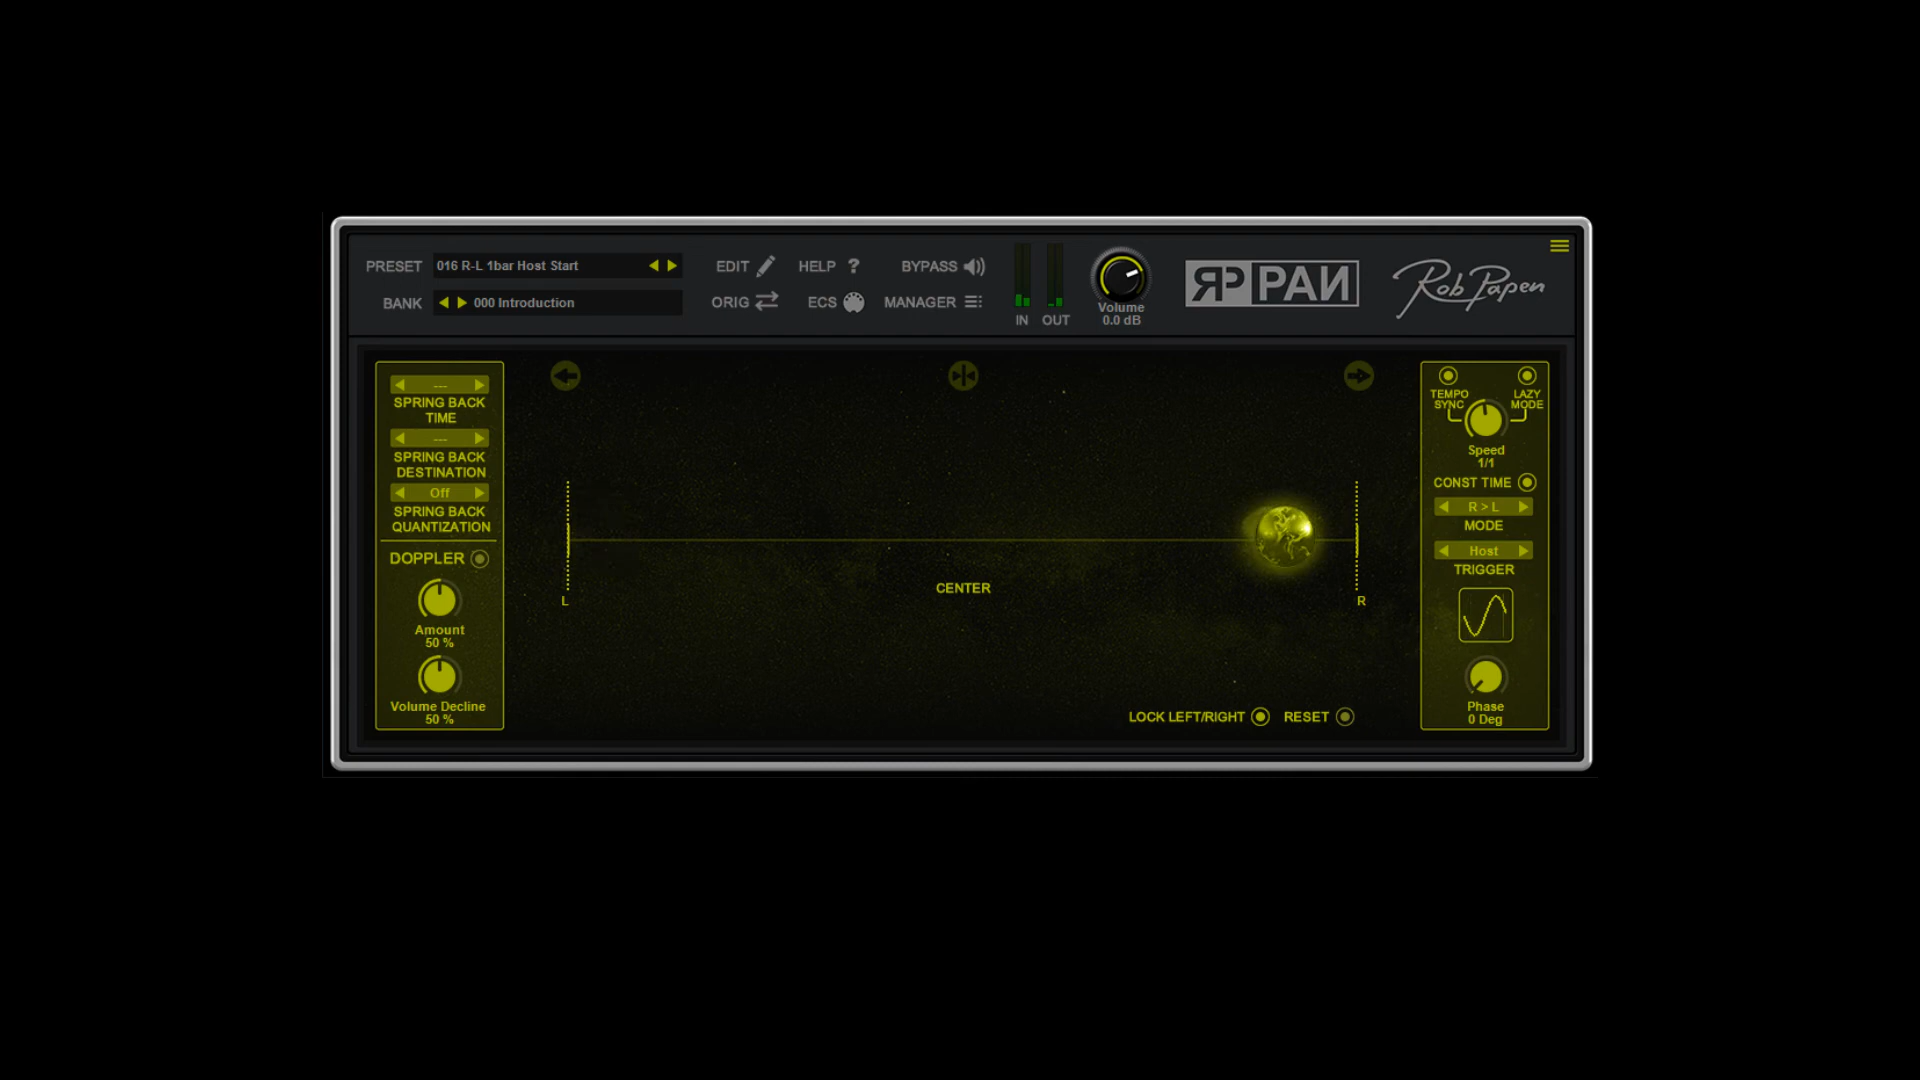 PRESET 016 R-L 1bar Host Start
EDIT HELP ? BYPASS
BANK 000 Introduction
ORIG ECS MANAGER
IN OUT
Volume
0.0 dB
RP PAN
Rob Papen
---
SPRING BACK
TIME
---
SPRING BACK
DESTINATION
Off
SPRING BACK
QUANTIZATION
DOPPLER
Amount
50 %
Volume Decline
50 %
L
CENTER
R
LOCK LEFT/RIGHT RESET
TEMPO
SYNC
LAZY
MODE
Speed
1/1
CONST TIME
R > L
MODE
Host
TRIGGER
Phase
0 Deg